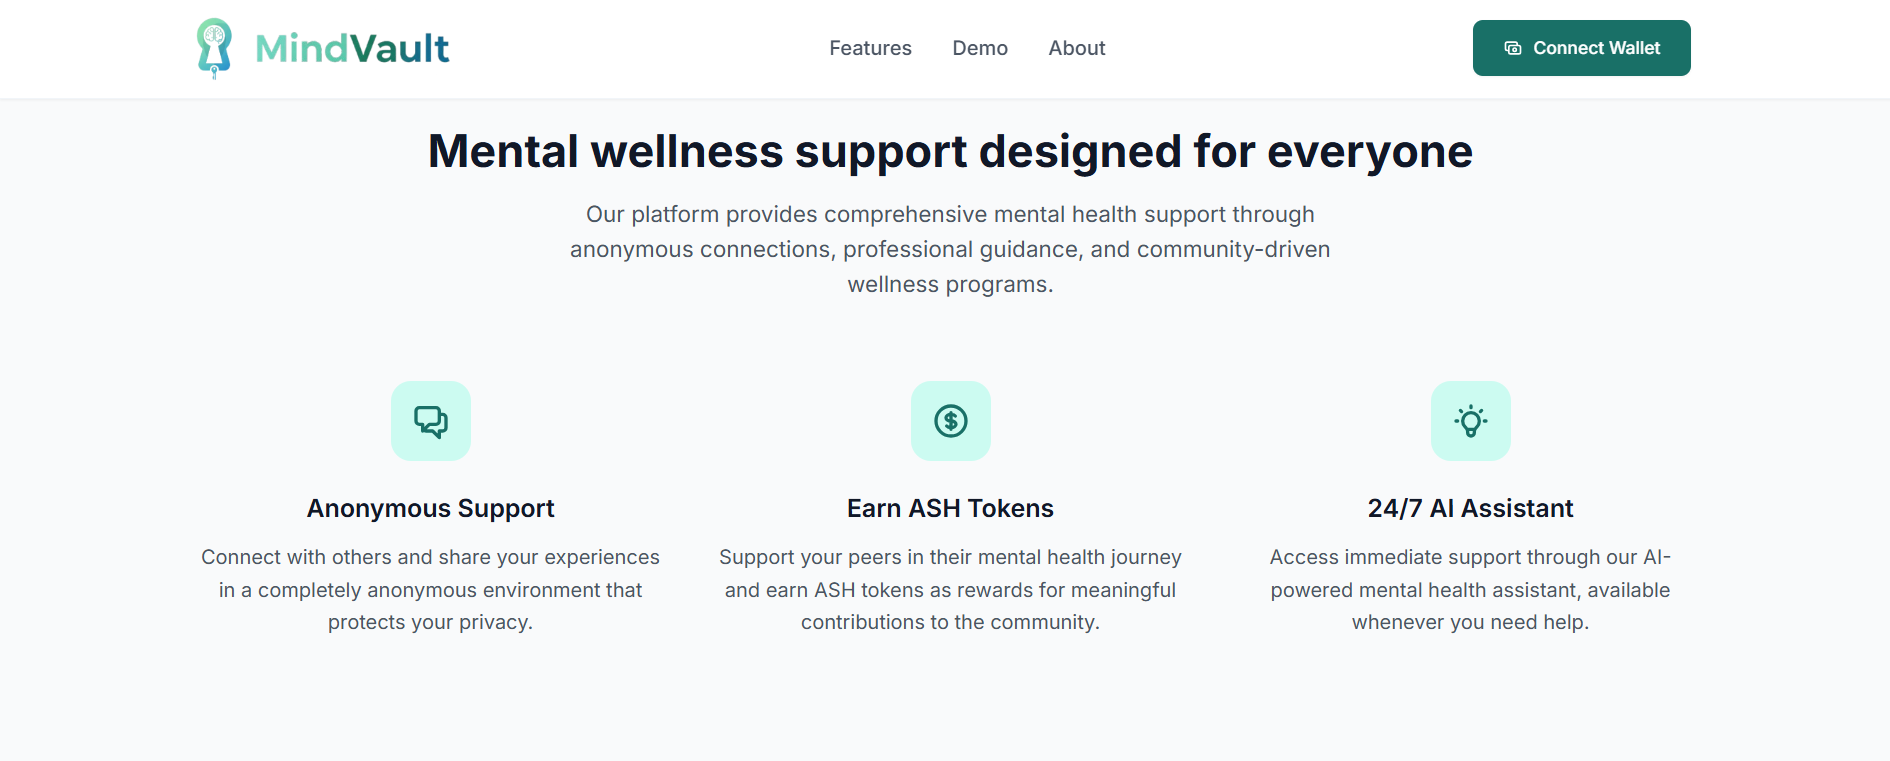 MindVault
Features
Demo
About
Connect Wallet
Mental wellness support designed for everyone
Our platform provides comprehensive mental health support through
anonymous connections, professional guidance, and community-driven
wellness programs.
Anonymous Support
Connect with others and share your experiences
in a completely anonymous environment that
protects your privacy.
Earn ASH Tokens
Support your peers in their mental health journey
and earn ASH tokens as rewards for meaningful
contributions to the community.
24/7 AI Assistant
Access immediate support through our AI-
powered mental health assistant, available
whenever you need help.